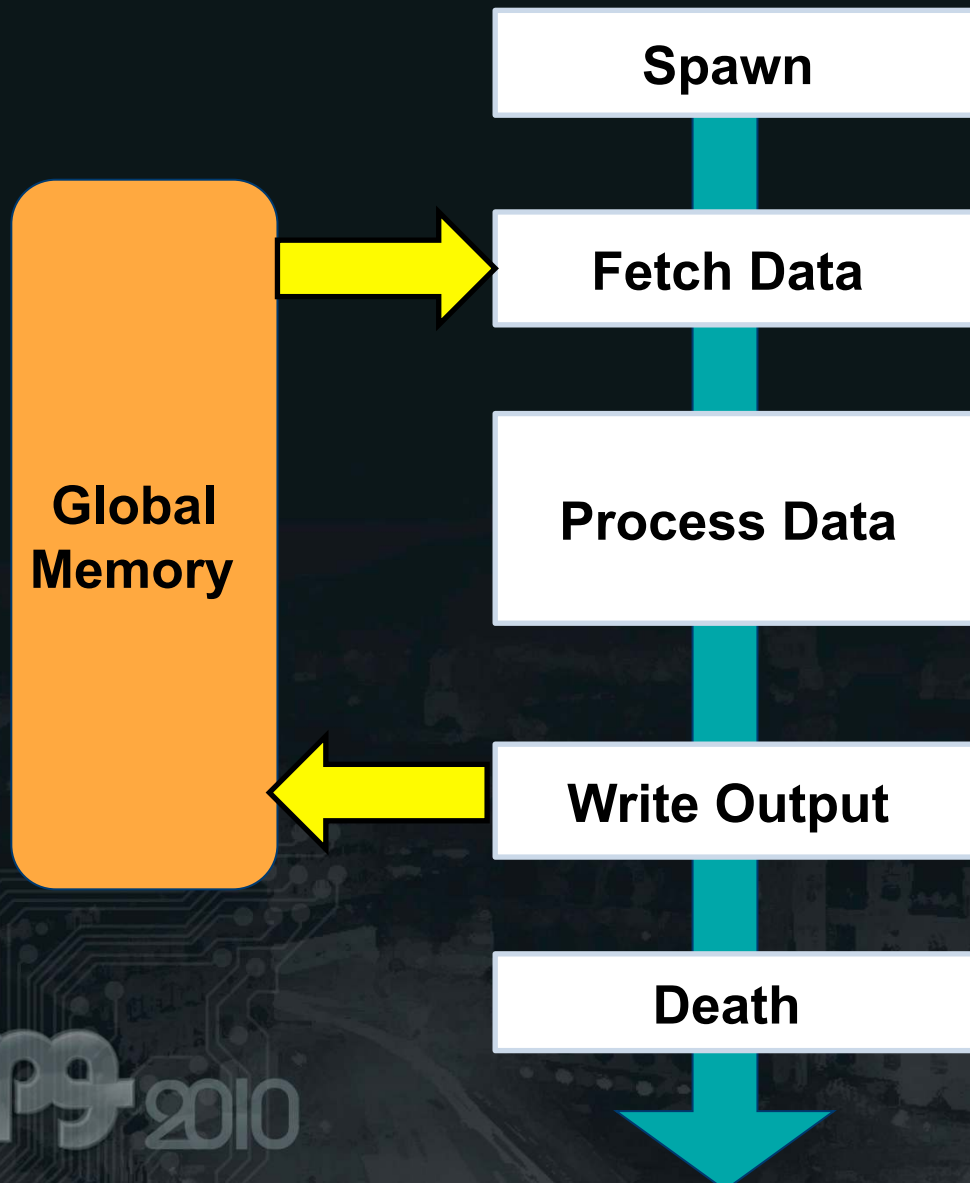 Spawn
Fetch Data
Global
Memory
Process Data
Write Output
Death
2010